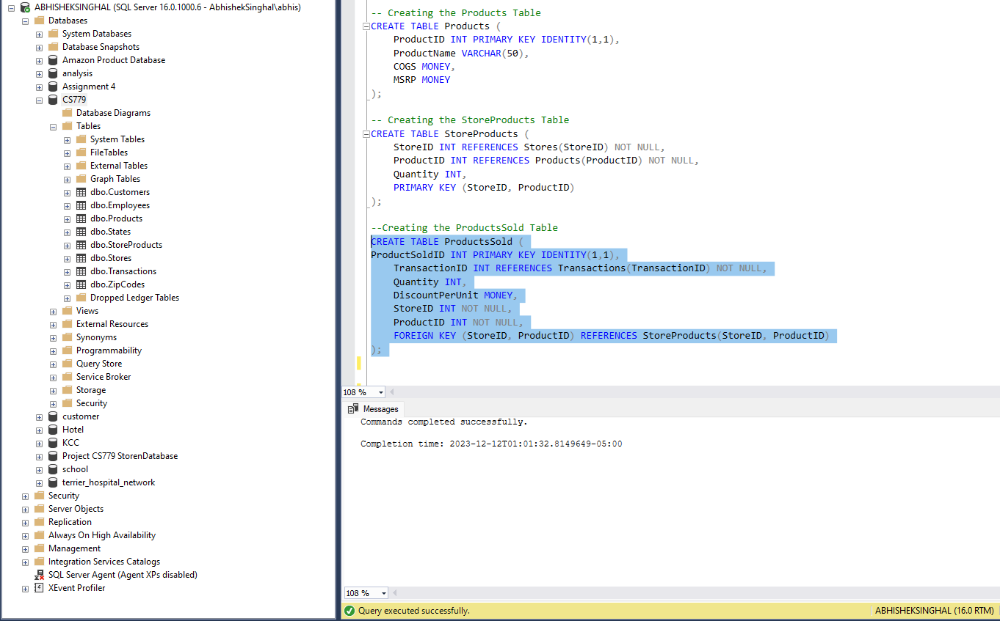 ABHISHEKSINGHAL (SQL Server 16.0.1000.6 - AbhishekSinghal\abhis)
Databases
System Databases
Database Snapshots
Amazon Product Database
analysis
Assignment 4
CS779
Database Diagrams
Tables
System Tables
FileTables
External Tables
Graph Tables
dbo.Customers
dbo.Employees
dbo.Products
dbo.States
dbo.StoreProducts
dbo.Stores
dbo.Transactions
dbo.ZipCodes
Dropped Ledger Tables
Views
External Resources
Synonyms
Programmability
Query Store
Service Broker
Storage
Security
customer
Hotel
KCC
Project CS779 StorenDatabase
school
terrier_hospital_network
Security
Server Objects
Replication
Always On High Availability
Management
Integration Services Catalogs
SQL Server Agent (Agent XPs disabled)
XEvent Profiler
-- Creating the Products Table
CREATE TABLE Products (
ProductID INT PRIMARY KEY IDENTITY(1,1),
ProductName VARCHAR(50),
COGS MONEY,
MSRP MONEY
);
-- Creating the StoreProducts Table
CREATE TABLE StoreProducts (
StoreID INT REFERENCES Stores(StoreID) NOT NULL,
ProductID INT REFERENCES Products(ProductID) NOT NULL,
Quantity INT,
PRIMARY KEY (StoreID, ProductID)
);
--Creating the ProductsSold Table
CREATE TABLE ProductsSold (
ProductSoldID INT PRIMARY KEY IDENTITY(1,1),
TransactionID INT REFERENCES Transactions(TransactionID) NOT NULL,
Quantity INT,
DiscountPerUnit MONEY,
StoreID INT NOT NULL,
ProductID INT NOT NULL,
FOREIGN KEY (StoreID, ProductID) REFERENCES StoreProducts(StoreID, ProductID)
);
108 %
Messages
Commands completed successfully.
Completion time: 2023-12-12T01:01:32.8149649-05:00
108 %
Query executed successfully.
ABHISHEKSINGHAL (16.0 RTM)